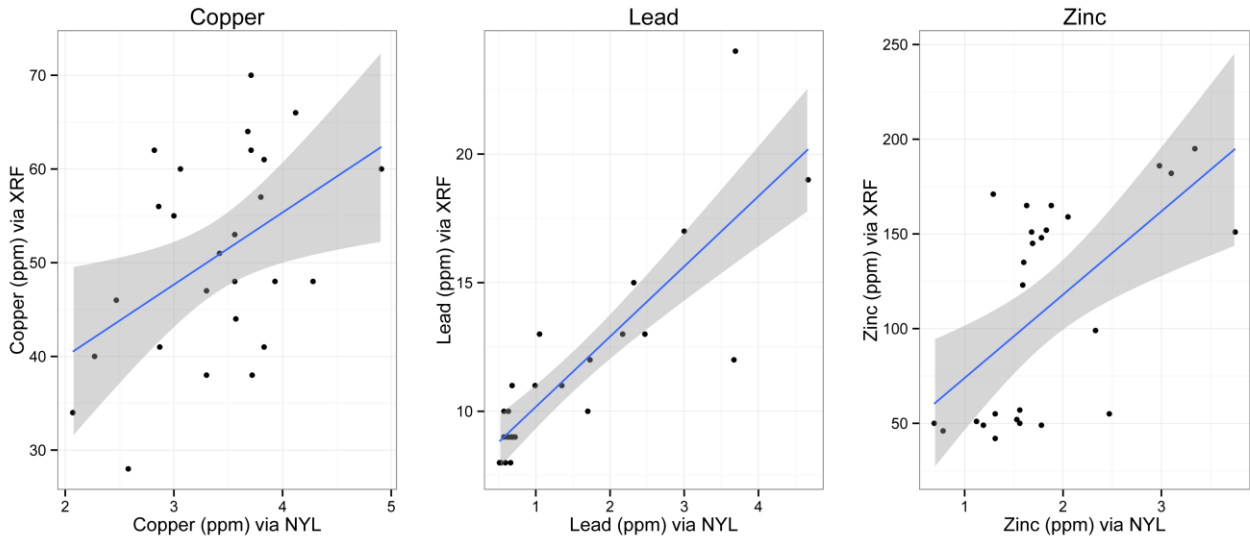 Copper
Copper (ppm) via XRF
70
60
50
40
30
2 3 4 5
Copper (ppm) via NYL
Lead
Lead (ppm) via XRF
20
15
10
1 2 3 4
Lead (ppm) via NYL
Zinc
Zinc (ppm) via XRF
250
200
150
100
50
1 2 3
Zinc (ppm) via NYL